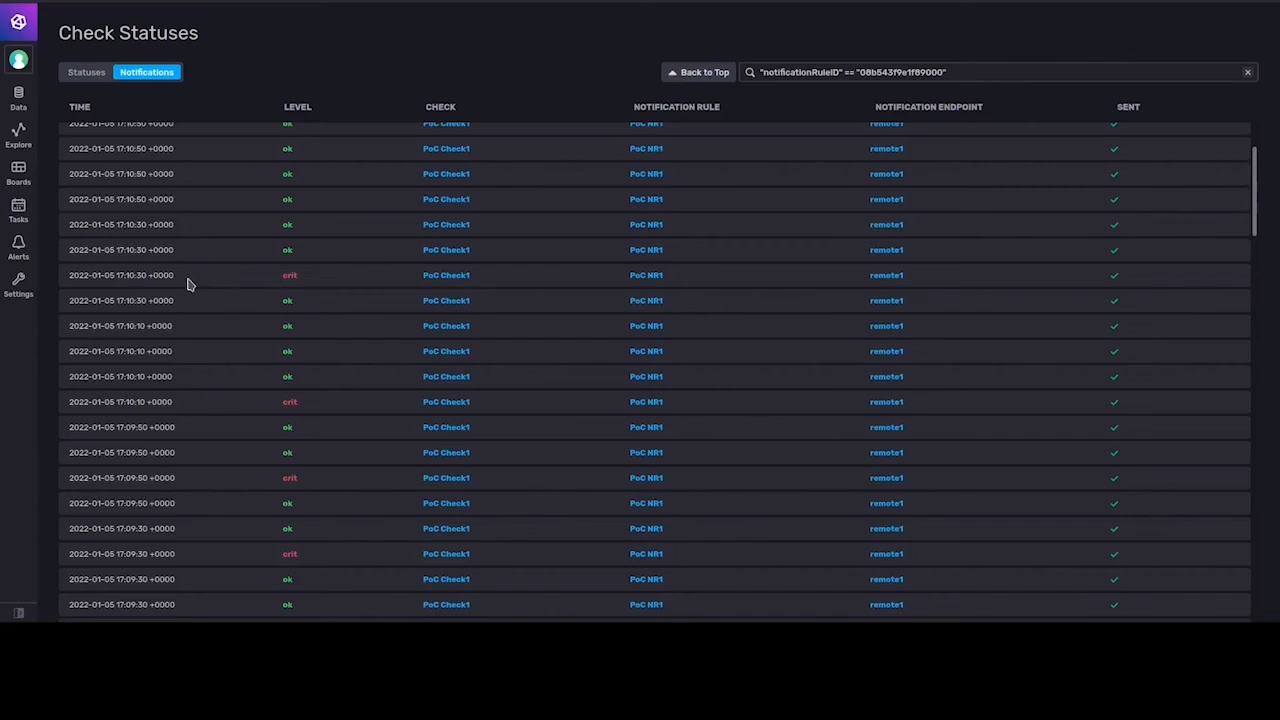 Check Statuses
Statuses Notifications Back to Top "notificationRuleID" == "08b543f9e1f89000"
Data
Explore
Boards
Tasks
Alerts
Settings
TIME LEVEL CHECK NOTIFICATION RULE NOTIFICATION ENDPOINT SENT
2022-01-05 17:10:50 +0000 ok PoC Check1 PoC NR1 remote1
2022-01-05 17:10:50 +0000 ok PoC Check1 PoC NR1 remote1
2022-01-05 17:10:50 +0000 ok PoC Check1 PoC NR1 remote1
2022-01-05 17:10:50 +0000 ok PoC Check1 PoC NR1 remote1
2022-01-05 17:10:30 +0000 ok PoC Check1 PoC NR1 remote1
2022-01-05 17:10:30 +0000 ok PoC Check1 PoC NR1 remote1
2022-01-05 17:10:30 +0000 crit PoC Check1 PoC NR1 remote1
2022-01-05 17:10:30 +0000 ok PoC Check1 PoC NR1 remote1
2022-01-05 17:10:10 +0000 ok PoC Check1 PoC NR1 remote1
2022-01-05 17:10:10 +0000 ok PoC Check1 PoC NR1 remote1
2022-01-05 17:10:10 +0000 ok PoC Check1 PoC NR1 remote1
2022-01-05 17:10:10 +0000 crit PoC Check1 PoC NR1 remote1
2022-01-05 17:09:50 +0000 ok PoC Check1 PoC NR1 remote1
2022-01-05 17:09:50 +0000 ok PoC Check1 PoC NR1 remote1
2022-01-05 17:09:50 +0000 crit PoC Check1 PoC NR1 remote1
2022-01-05 17:09:50 +0000 ok PoC Check1 PoC NR1 remote1
2022-01-05 17:09:30 +0000 ok PoC Check1 PoC NR1 remote1
2022-01-05 17:09:30 +0000 crit PoC Check1 PoC NR1 remote1
2022-01-05 17:09:30 +0000 ok PoC Check1 PoC NR1 remote1
2022-01-05 17:09:30 +0000 ok PoC Check1 PoC NR1 remote1